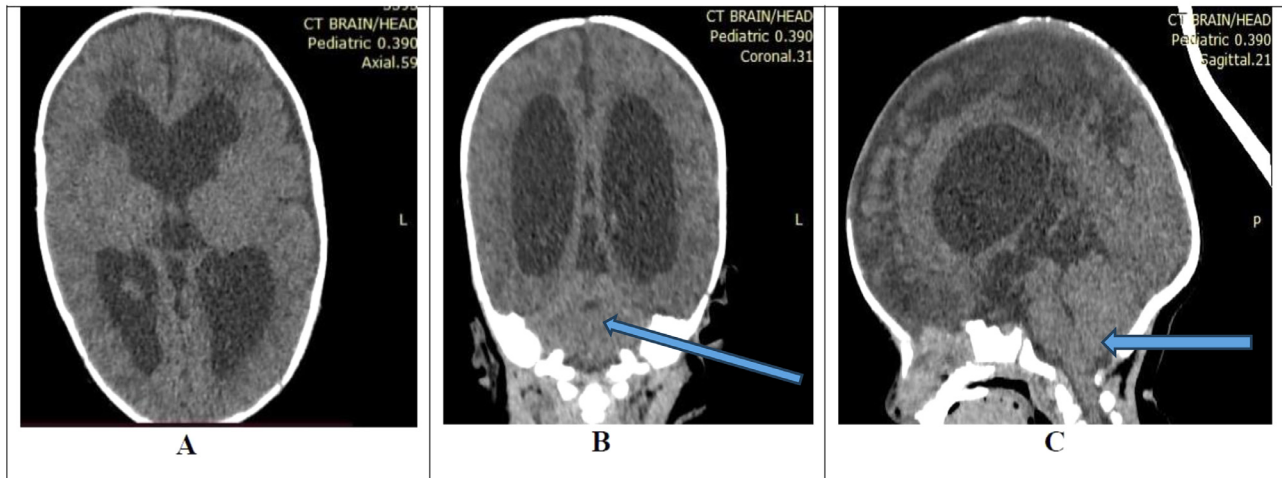 CT BRAIN/HEAD
Pediatric 0.390
Axial.59
L
A
CT BRAIN/HEAD
Pediatric 0.390
Coronal.31
L
B
CT BRAIN/HEAD
Pediatric 0.390
Sagittal.21
P
C